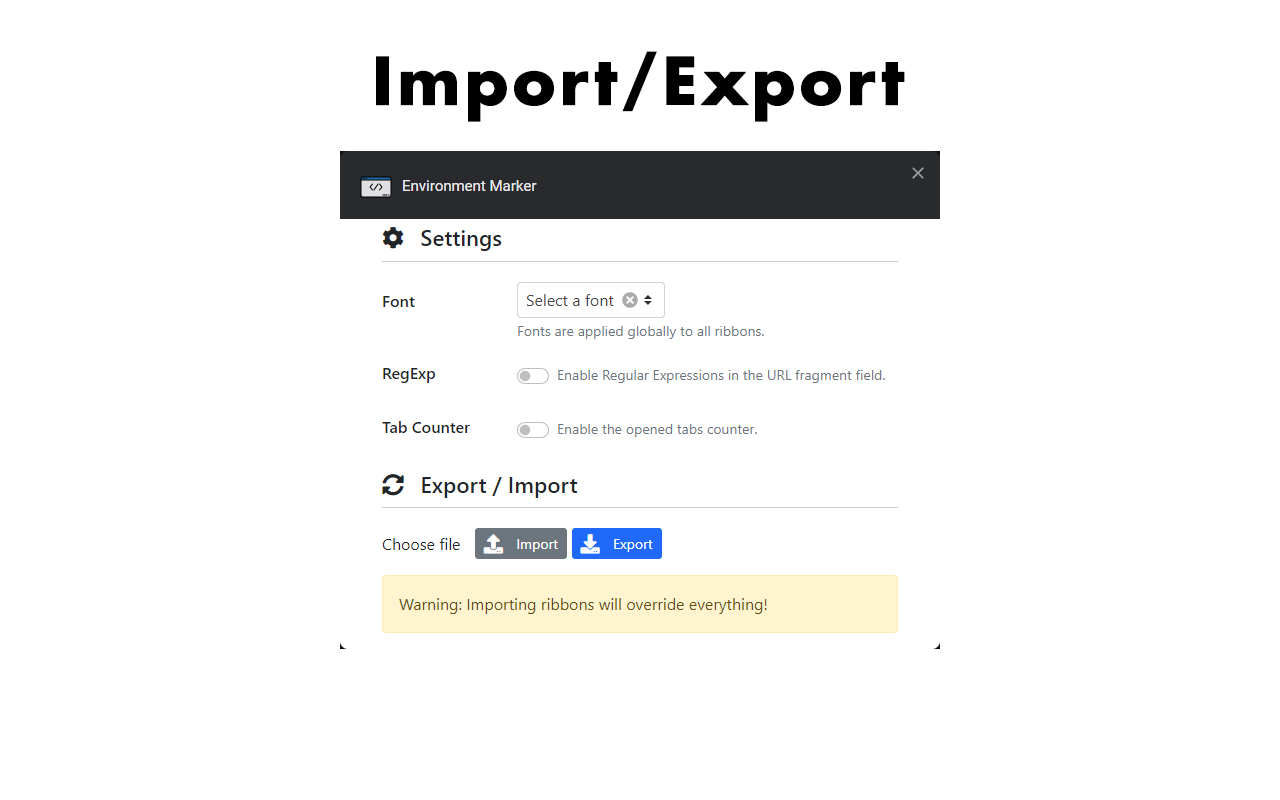 Import/Export
Environment Marker
Settings
Font
Select a font
Fonts are applied globally to all ribbons.
RegExp
Enable Regular Expressions in the URL fragment field.
Tab Counter
Enable the opened tabs counter.
Export / Import
Choose file Import Export
Warning: Importing ribbons will override everything!